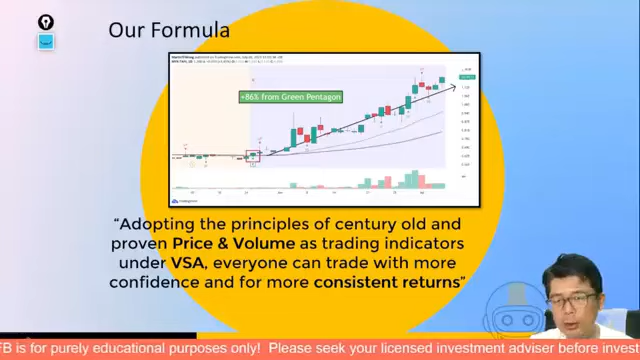 Our Formula
+86% from Green Pentagon
“Adopting the principles of century old and
proven Price & Volume as trading indicators
under VSA, everyone can trade with more
confidence and for more consistent returns”
FB is for purely educational purposes only! Please seek your licensed investment adviser before invest